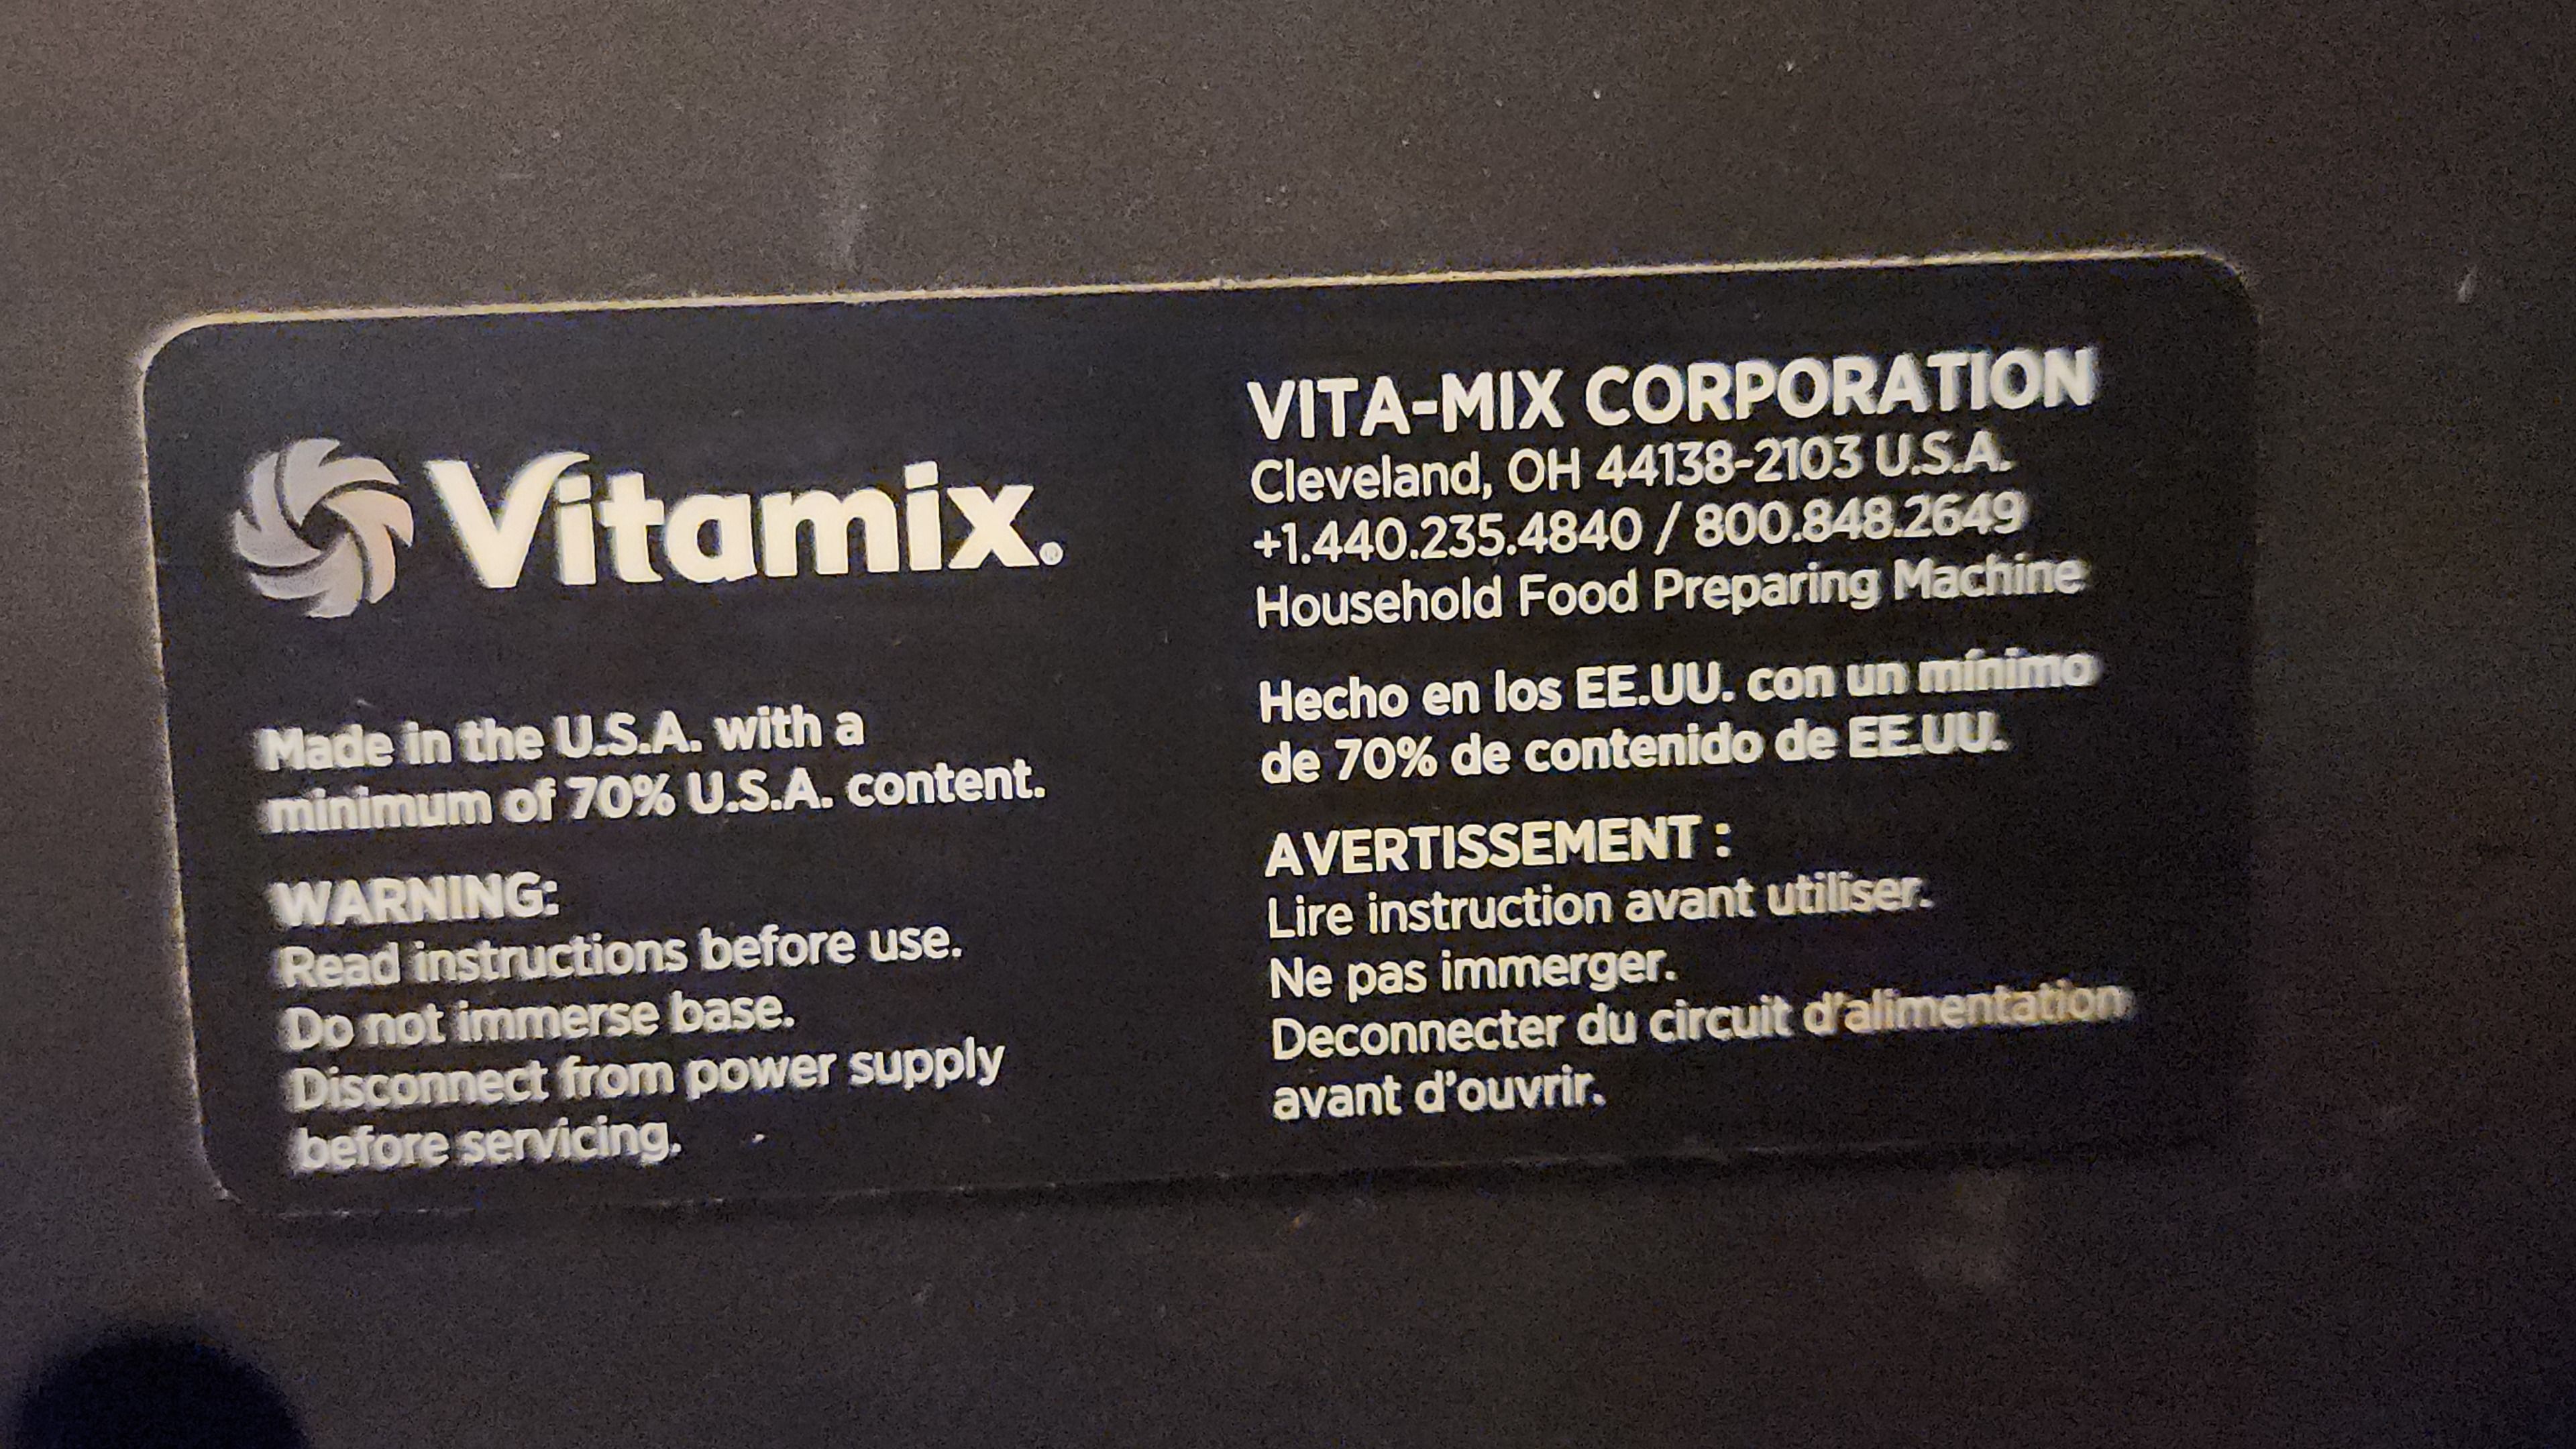 Vitamix®
Made in the U.S.A. with a
minimum of 70% U.S.A. content.
WARNING:
Read instructions before use.
Do not immerse base.
Disconnect from power supply
before servicing.
VITA-MIX CORPORATION
Cleveland, OH 44138-2103 U.S.A.
+1.440.235.4840 / 800.848.2649
Household Food Preparing Machine
Hecho en los EE.UU. con un mínimo
de 70% de contenido de EE.UU.
AVERTISSEMENT :
Lire instruction avant utiliser.
Ne pas immerger.
Deconnecter du circuit d'alimentation
avant d'ouvrir.